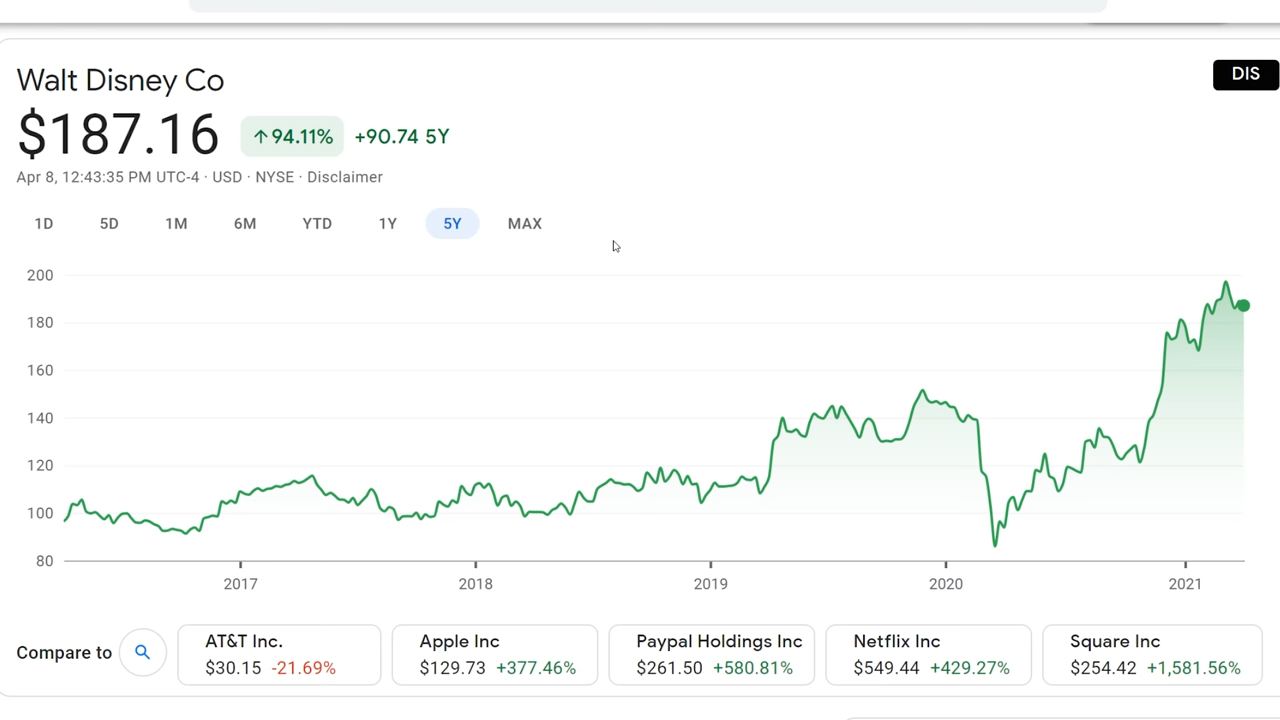 Walt Disney Co
DIS
$187.16 ↑94.11% +90.74 5Y
Apr 8, 12:43:35 PM UTC-4 · USD · NYSE · Disclaimer
1D 5D 1M 6M YTD 1Y 5Y MAX
200
180
160
140
120
100
80
2017 2018 2019 2020 2021
Compare to
AT&T Inc.
$30.15 -21.69%
Apple Inc
$129.73 +377.46%
Paypal Holdings Inc
$261.50 +580.81%
Netflix Inc
$549.44 +429.27%
Square Inc
$254.42 +1,581.56%